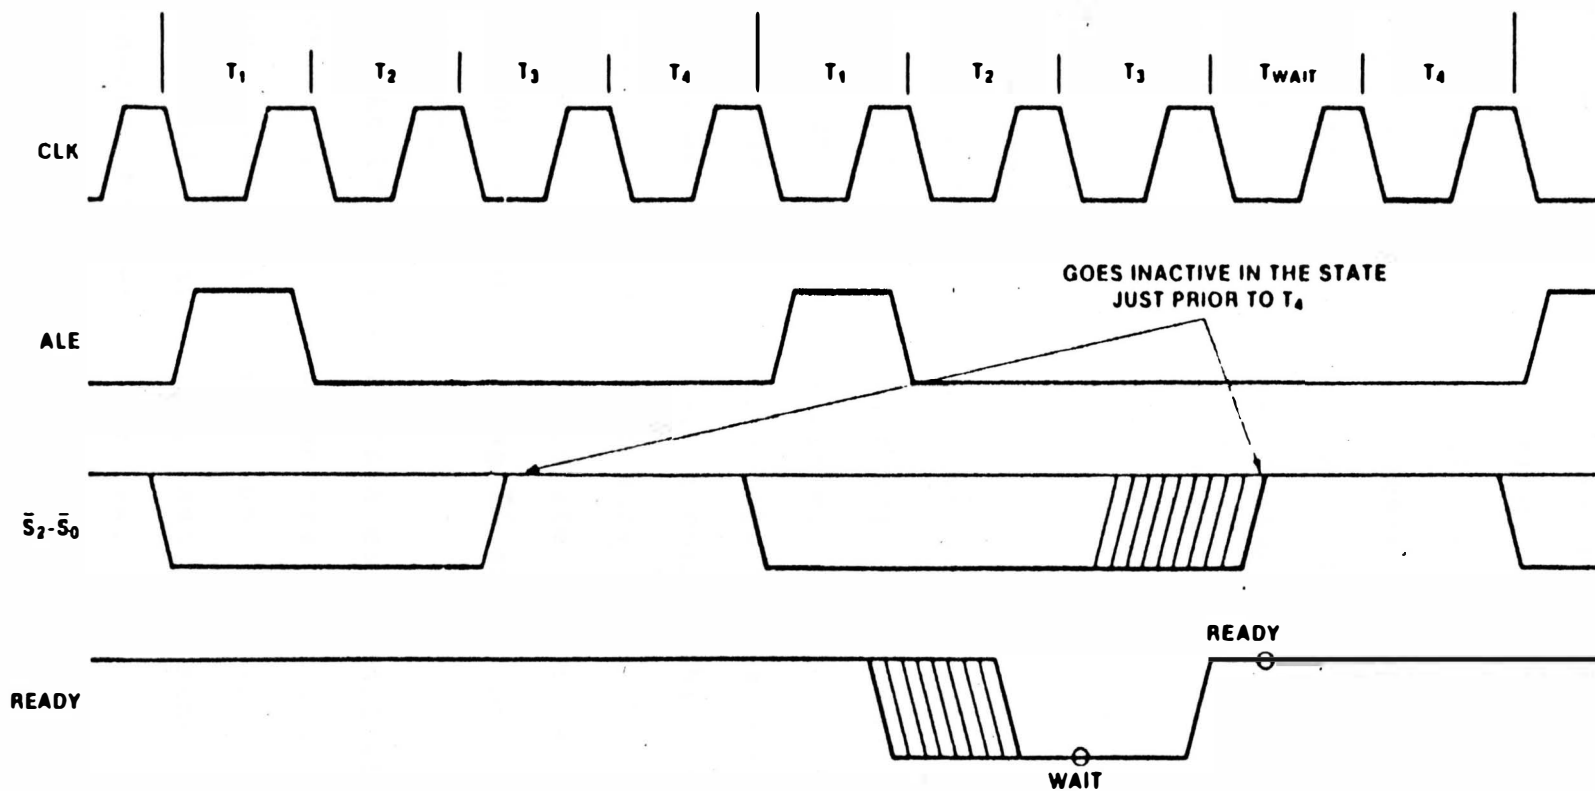 T₁ T₂ T₃ T₄ T₁ T₂ T₃ TWAIT T₄
CLK
GOES INACTIVE IN THE STATE
JUST PRIOR TO T₄
ALE
S̄₂-S̄₀
READY
READY
WAIT